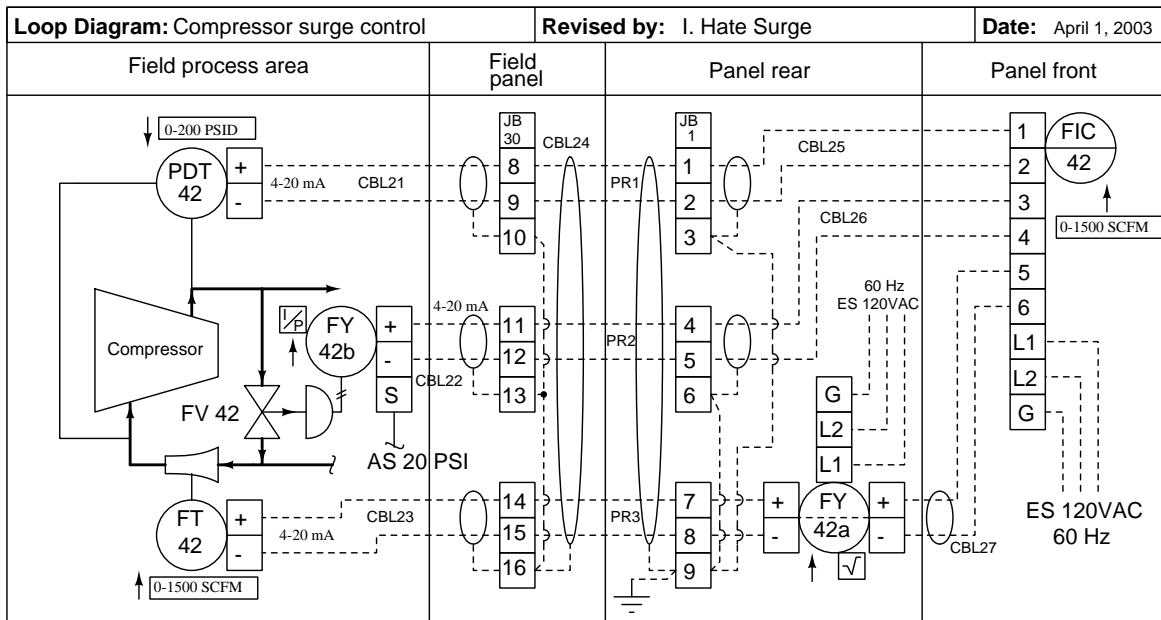 Loop Diagram: Compressor surge control
Revised by: I. Hate Surge
Date: April 1, 2003
Field process area
Field
panel
Panel rear
Panel front
0-200 PSID
PDT
42
+
-
4-20 mA
CBL21
JB
30
8
9
10
CBL24
PR1
JB
1
1
2
3
CBL25
CBL26
1
2
3
4
5
6
L1
L2
G
FIC
42
0-1500 SCFM
Compressor
I/P
FY
42b
+
-
S
4-20 mA
CBL22
11
12
13
PR2
4
5
6
60 Hz
ES 120VAC
FV 42
AS 20 PSI
G
L2
L1
FT
42
+
-
4-20 mA
CBL23
0-1500 SCFM
14
15
16
PR3
7
8
9
+
-
FY
42a
+
-
√
CBL27
ES 120VAC
60 Hz